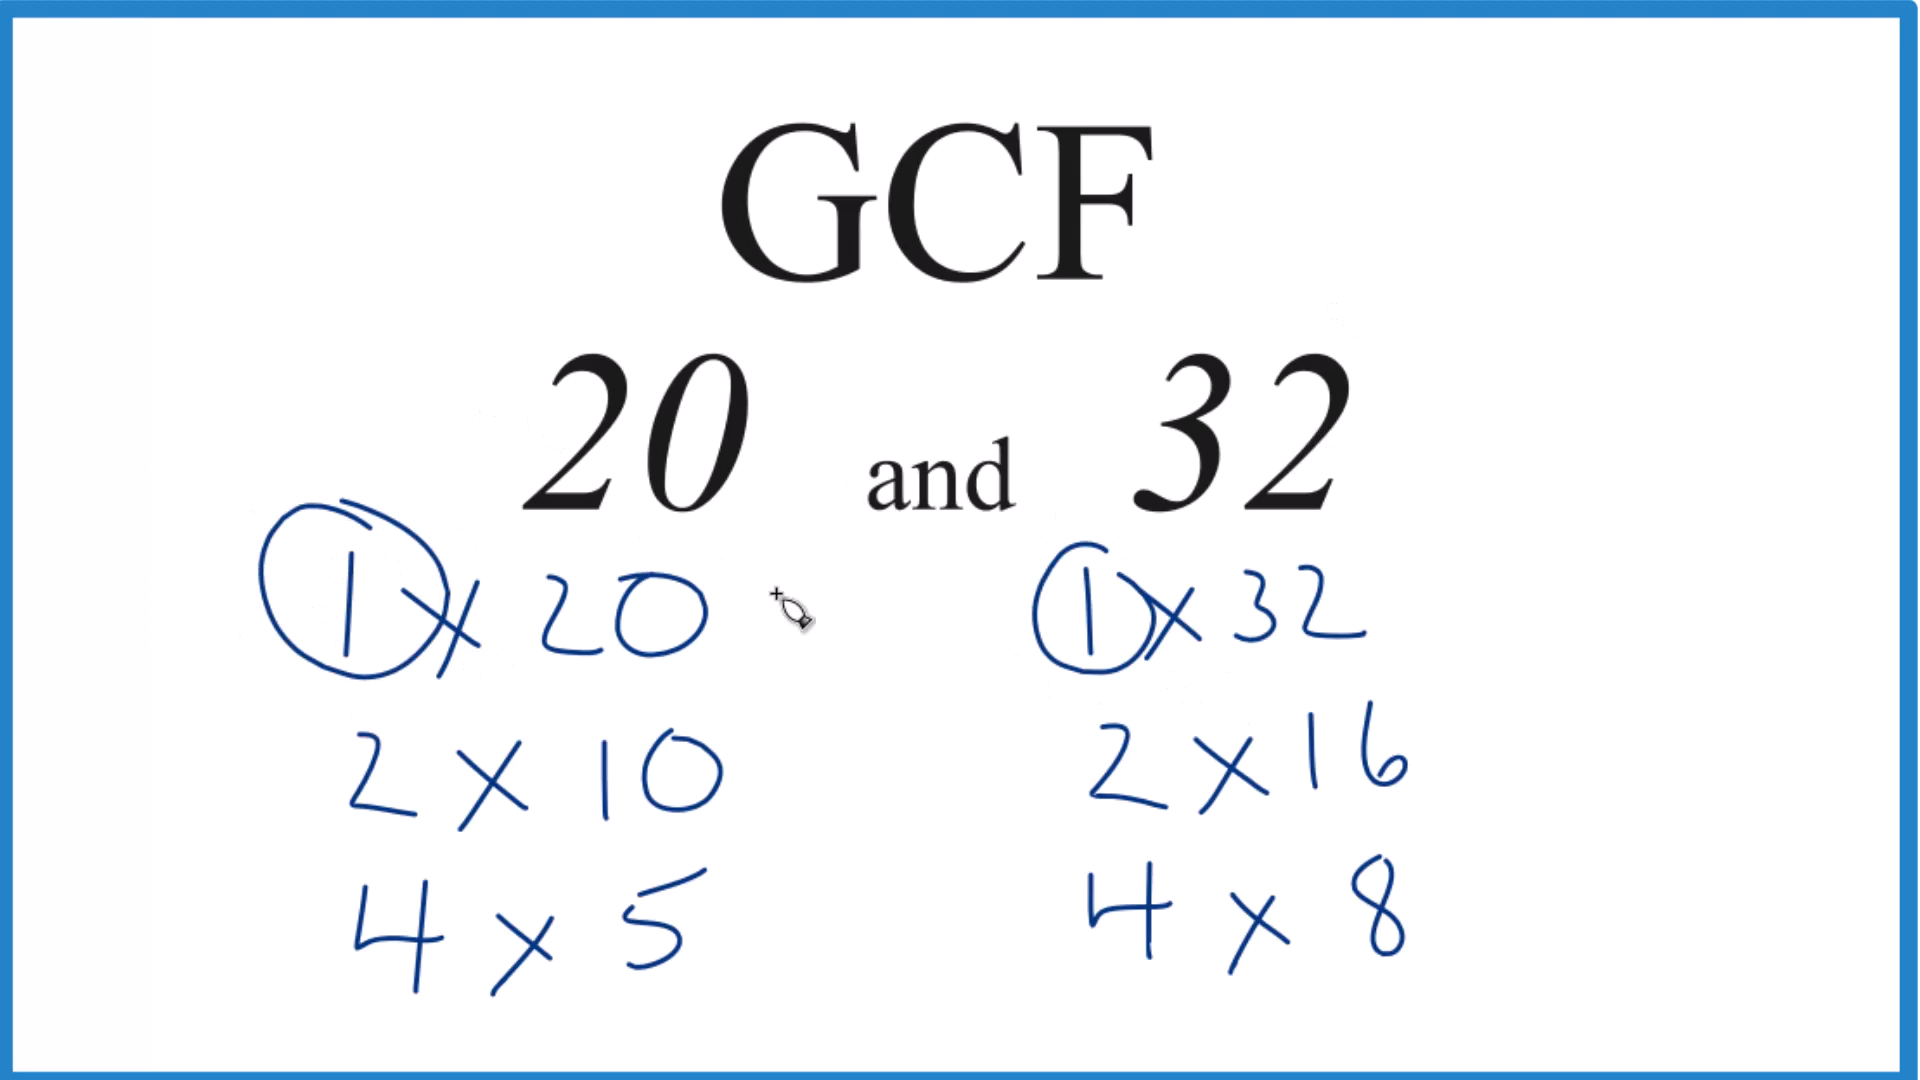 GCF
20 and 32
1 x 20 1 x 32
2 x 10 2 x 16
4 x 5 4 x 8